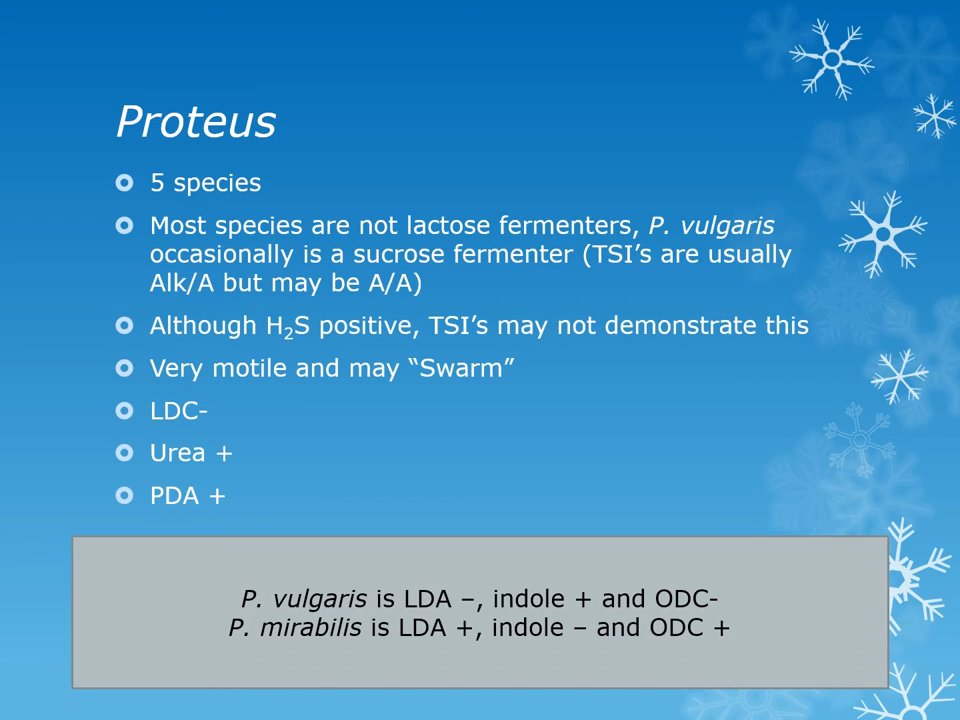 Proteus
5 species
Most species are not lactose fermenters, P. vulgaris
occasionally is a sucrose fermenter (TSI’s are usually
Alk/A but may be A/A)
Although H₂S positive, TSI’s may not demonstrate this
Very motile and may “Swarm”
LDC-
Urea +
PDA +
P. vulgaris is LDA –, indole + and ODC-
P. mirabilis is LDA +, indole – and ODC +